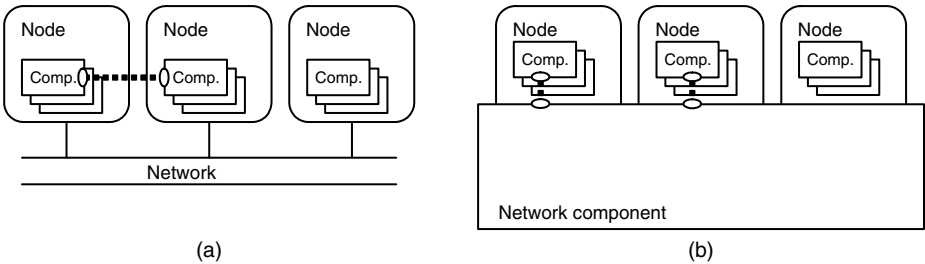 Node Node Node
Comp. Comp. Comp.
Network
(a)
Node Node Node
Comp. Comp. Comp.
Network component
(b)